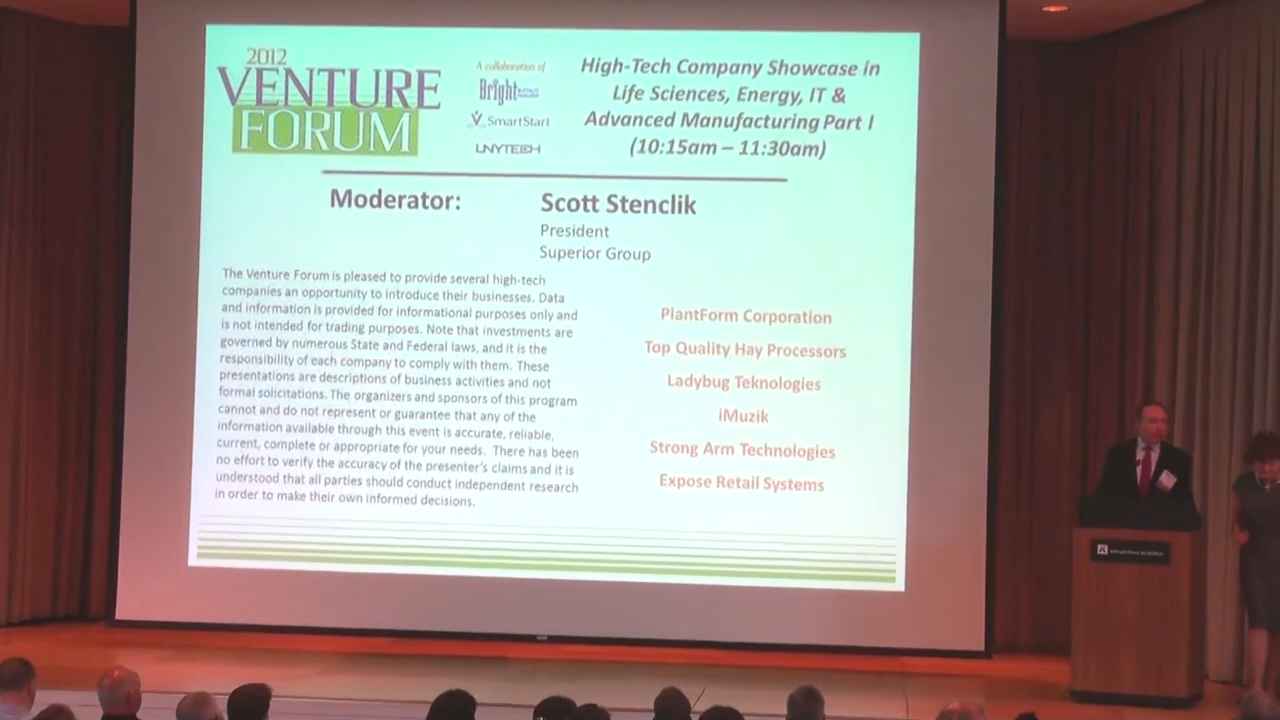 2012
VENTURE
FORUM
A collaboration of
Bright
SmartStart
UNYTECH
High-Tech Company Showcase in
Life Sciences, Energy, IT &
Advanced Manufacturing Part I
(10:15am – 11:30am)
Moderator:
Scott Stenclik
President
Superior Group
The Venture Forum is pleased to provide several high-tech
companies an opportunity to introduce their businesses. Data
and information is provided for informational purposes only and
is not intended for trading purposes. Note that investments are
governed by numerous State and Federal laws, and it is the
responsibility of each company to comply with them. These
presentations are descriptions of business activities and not
formal solicitations. The organizers and sponsors of this program
cannot and do not represent or guarantee that any of the
information available through this event is accurate, reliable,
current, complete or appropriate for your needs. There has been
no effort to verify the accuracy of the presenter's claims and it is
understood that all parties should conduct independent research
in order to make their own informed decisions.
PlantForm Corporation
Top Quality Hay Processors
Ladybug Teknologies
iMuzik
Strong Arm Technologies
Expose Retail Systems